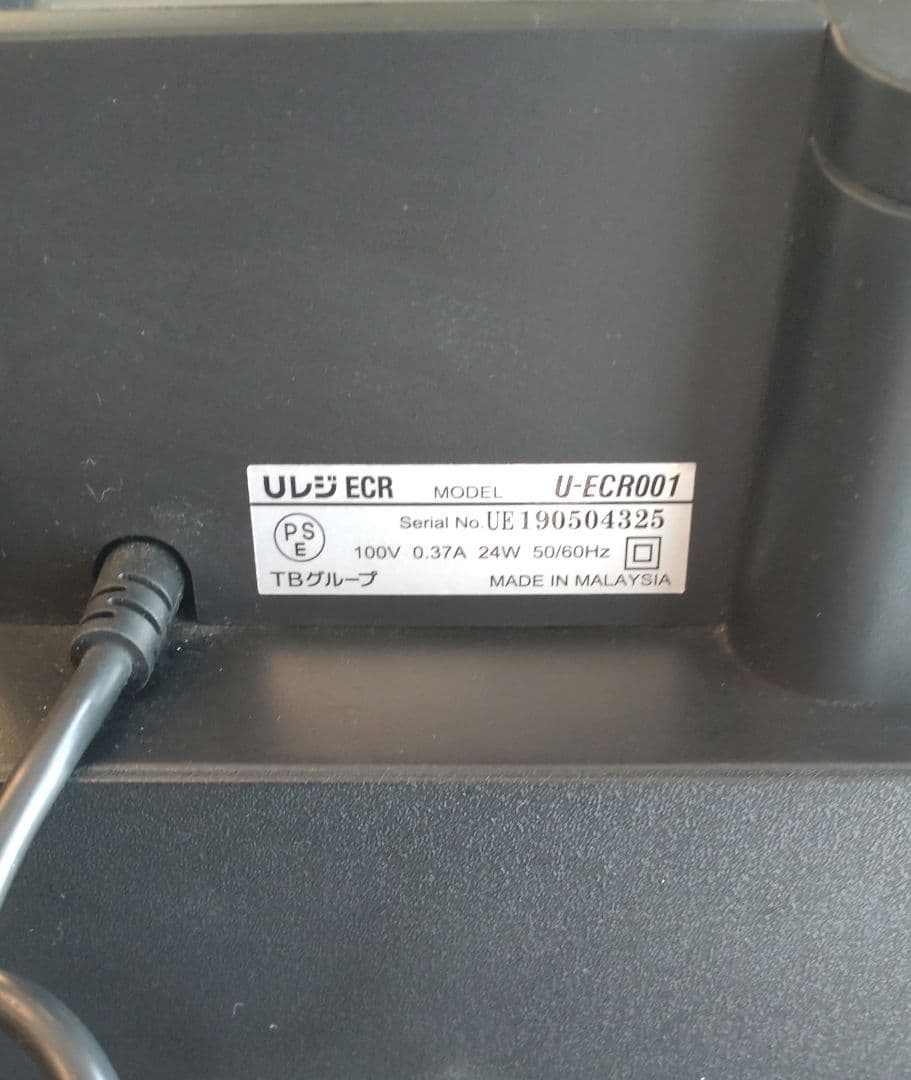 Uレジ ECR MODEL U-ECR001
Serial No. UE190504325
PS E 100V 0.37A 24W 50/60Hz
TBグループ MADE IN MALAYSIA